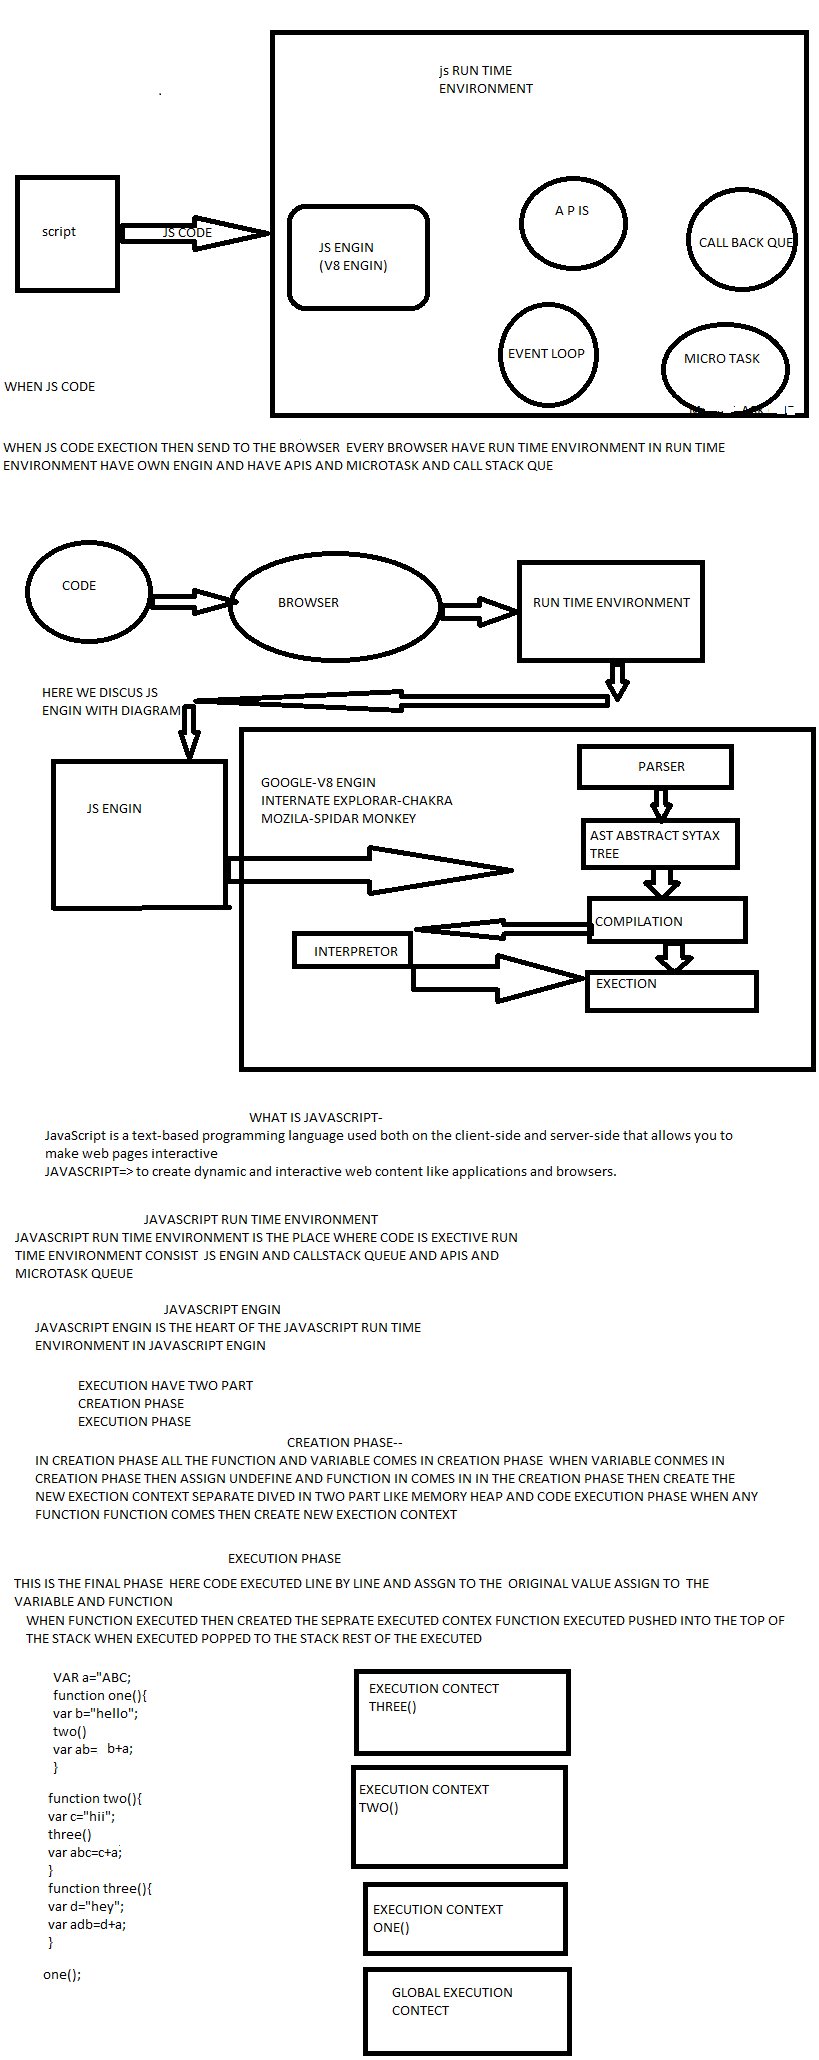 js RUN TIME
ENVIRONMENT
script
JS CODE
JS ENGIN
(V8 ENGIN)
A P IS
CALL BACK QUE
EVENT LOOP
MICRO TASK
WHEN JS CODE
WHEN JS CODE EXECTION THEN SEND TO THE BROWSER EVERY BROWSER HAVE RUN TIME ENVIRONMENT IN RUN TIME
ENVIRONMENT HAVE OWN ENGIN AND HAVE APIS AND MICROTASK AND CALL STACK QUE
CODE
BROWSER
RUN TIME ENVIRONMENT
HERE WE DISCUS JS
ENGIN WITH DIAGRAM
JS ENGIN
GOOGLE-V8 ENGIN
INTERNATE EXPLORAR-CHAKRA
MOZILA-SPIDAR MONKEY
PARSER
AST ABSTRACT SYTAX
TREE
COMPILATION
INTERPRETOR
EXECTION
WHAT IS JAVASCRIPT-
JavaScript is a text-based programming language used both on the client-side and server-side that allows you to
make web pages interactive
JAVASCRIPT=> to create dynamic and interactive web content like applications and browsers.
JAVASCRIPT RUN TIME ENVIRONMENT
JAVASCRIPT RUN TIME ENVIRONMENT IS THE PLACE WHERE CODE IS EXECTIVE RUN
TIME ENVIRONMENT CONSIST JS ENGIN AND CALLSTACK QUEUE AND APIS AND
MICROTASK QUEUE
JAVASCRIPT ENGIN
JAVASCRIPT ENGIN IS THE HEART OF THE JAVASCRIPT RUN TIME
ENVIRONMENT IN JAVASCRIPT ENGIN
EXECUTION HAVE TWO PART
CREATION PHASE
EXECUTION PHASE
CREATION PHASE--
IN CREATION PHASE ALL THE FUNCTION AND VARIABLE COMES IN CREATION PHASE WHEN VARIABLE CONMES IN
CREATION PHASE THEN ASSIGN UNDEFINE AND FUNCTION IN COMES IN IN THE CREATION PHASE THEN CREATE THE
NEW EXECTION CONTEXT SEPARATE DIVED IN TWO PART LIKE MEMORY HEAP AND CODE EXECUTION PHASE WHEN ANY
FUNCTION FUNCTION COMES THEN CREATE NEW EXECTION CONTEXT
EXECUTION PHASE
THIS IS THE FINAL PHASE HERE CODE EXECUTED LINE BY LINE AND ASSGN TO THE ORIGINAL VALUE ASSIGN TO THE
VARIABLE AND FUNCTION
WHEN FUNCTION EXECUTED THEN CREATED THE SEPRATE EXECUTED CONTEX FUNCTION EXECUTED PUSHED INTO THE TOP OF
THE STACK WHEN EXECUTED POPPED TO THE STACK REST OF THE EXECUTED
VAR a="ABC;
function one(){
var b="hello";
two()
var ab= b+a;
}
function two(){
var c="hii";
three()
var abc=c+a;
}
function three(){
var d="hey";
var adb=d+a;
}
one();
EXECUTION CONTECT
THREE()
EXECUTION CONTEXT
TWO()
EXECUTION CONTEXT
ONE()
GLOBAL EXECUTION
CONTECT